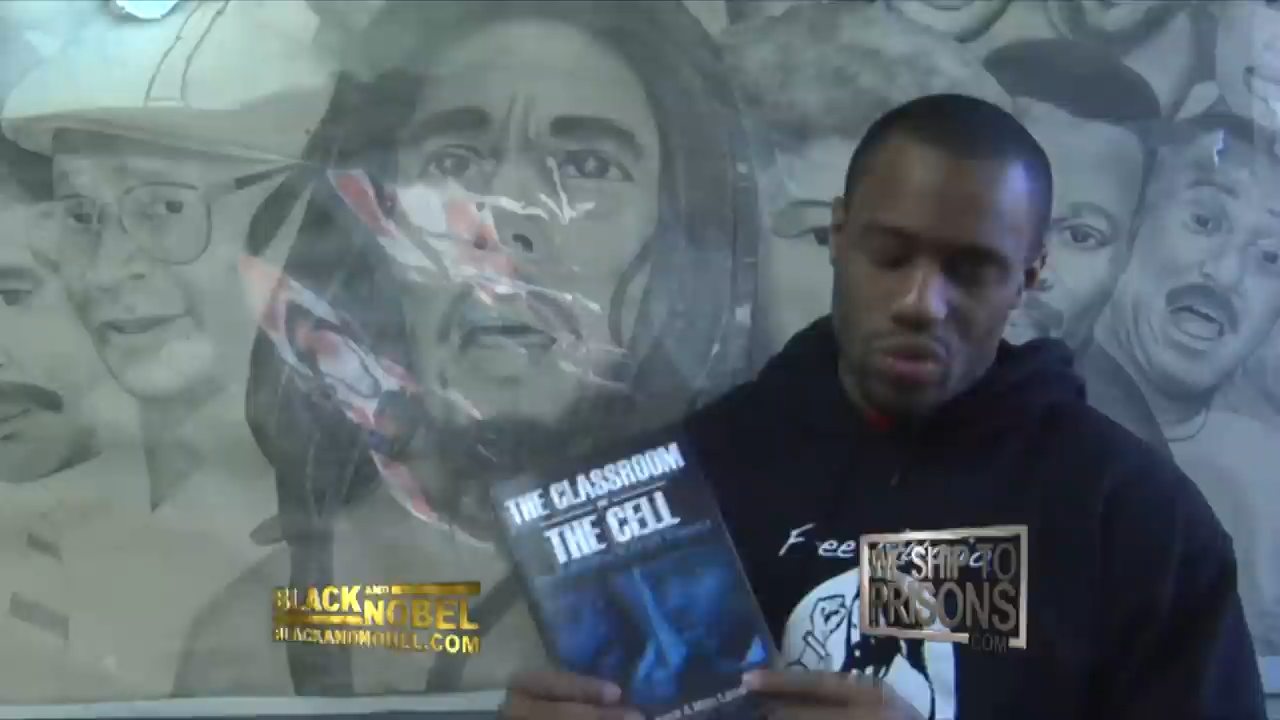 THE CLASSROOM
THE CELL
Free
BLACK AND NOBEL
BLACKANDNOBEL.COM
WE SHIP TO
PRISONS
.COM